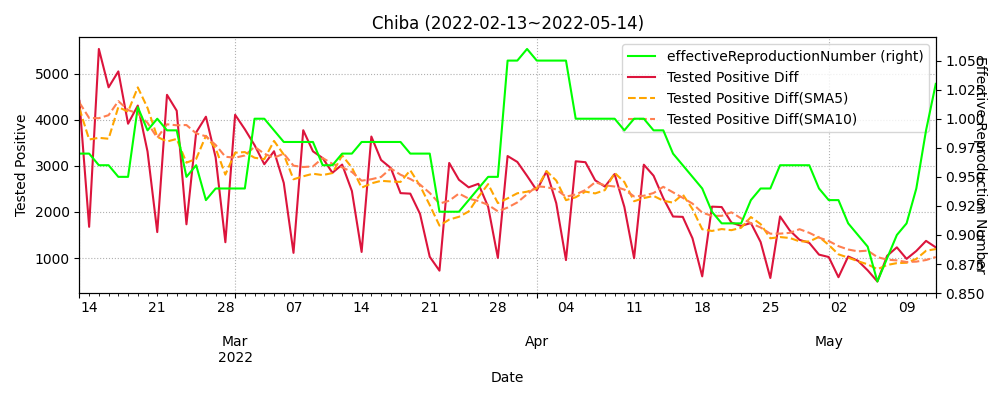 Chiba (2022-02-13~2022-05-14)
effectiveReproductionNumber (right)
Tested Positive Diff
Tested Positive Diff(SMA5)
Tested Positive Diff(SMA10)
Tested Positive
5000
4000
3000
2000
1000
Effective Reproduction Number
1.050
1.025
1.000
0.975
0.950
0.925
0.900
0.875
0.850
14 21 28 07 14 21 28 04 11 18 25 02 09
Mar Apr May
2022
Date